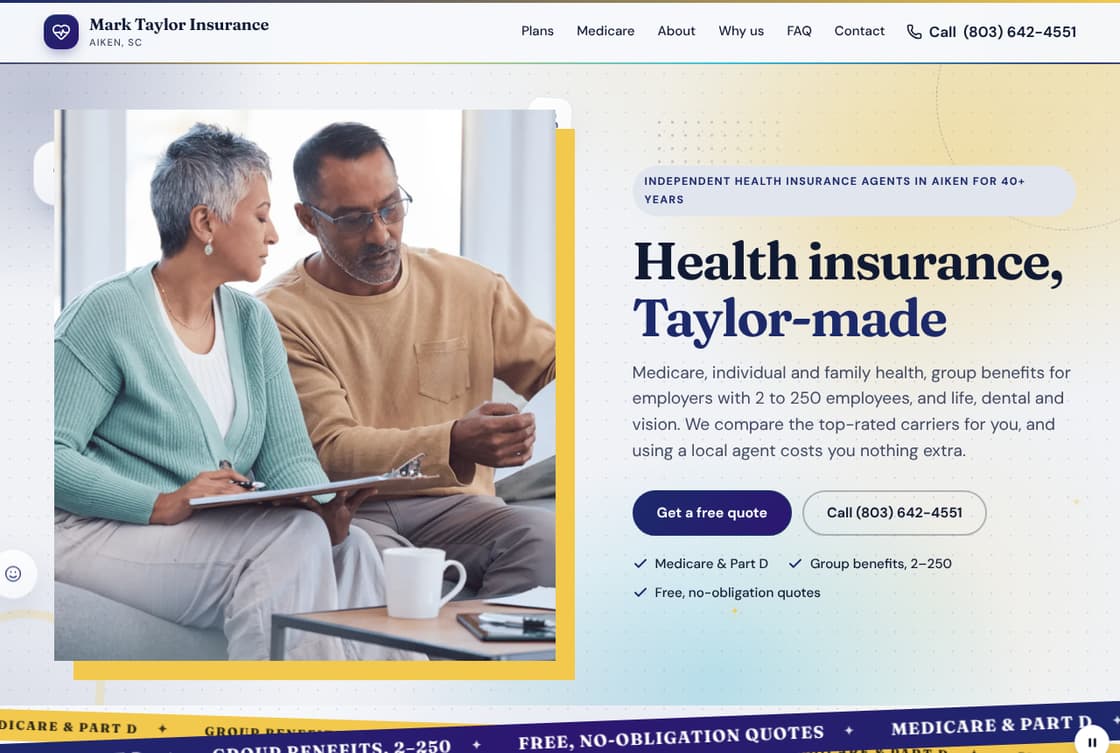 Mark Taylor Insurance
AIKEN, SC
Plans Medicare About Why us FAQ Contact Call (803) 642-4551
INDEPENDENT HEALTH INSURANCE AGENTS IN AIKEN FOR 40+
YEARS
Health insurance,
Taylor-made
Medicare, individual and family health, group benefits for
employers with 2 to 250 employees, and life, dental and
vision. We compare the top-rated carriers for you, and
using a local agent costs you nothing extra.
Get a free quote Call (803) 642-4551
Medicare & Part D Group benefits, 2–250
Free, no-obligation quotes
DICARE & PART D GROUP BENEFITS
GROUP BENEFITS, 2–250 FREE, NO-OBLIGATION QUOTES MEDICARE & PART D